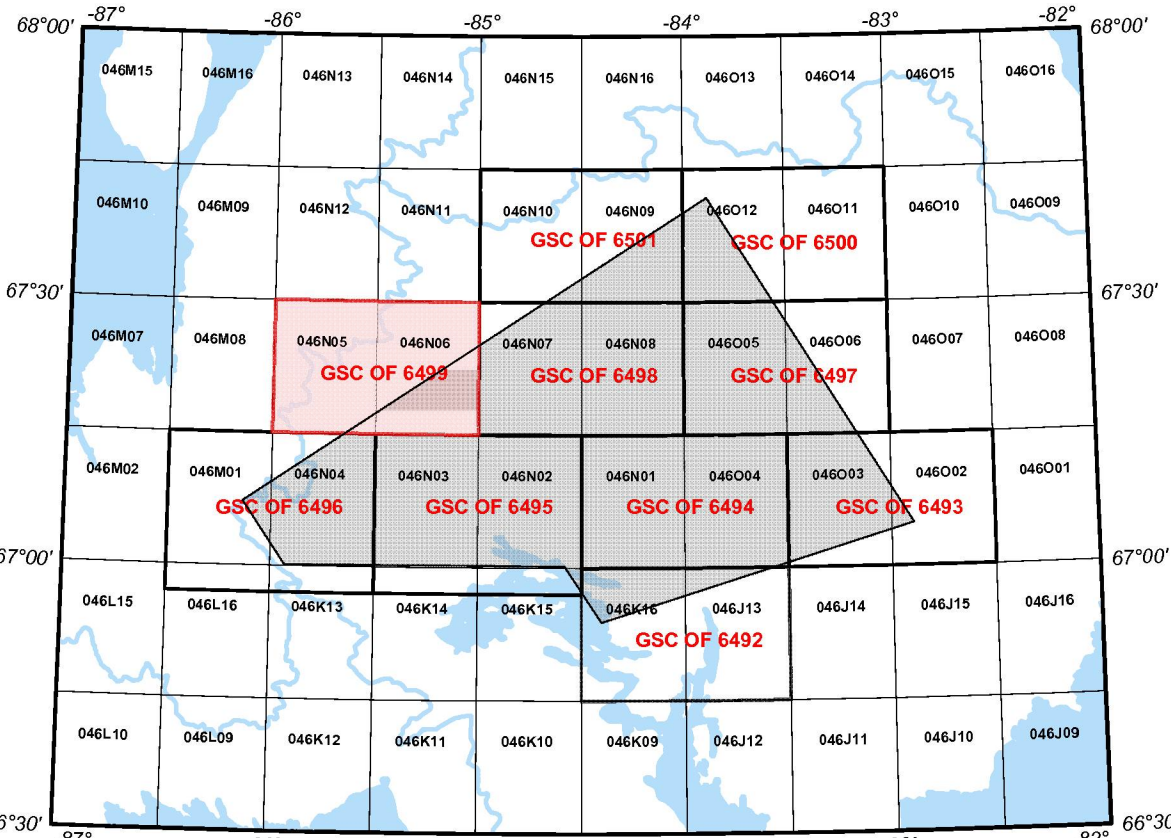 -87° -86° -85° -84° -83° -82°
68°00' 68°00'
046M15 046M16 046N13 046N14 046N15 046N16 046O13 046O14 046O15 046O16
046M10 046M09 046N12 046N11 046N10 046N09 046O12 046O11 046O10 046O09
GSC OF 6501 GSC OF 6500
67°30' 67°30'
046M07 046M08 046N05 046N06 046N07 046N08 046O05 046O06 046O07 046O08
GSC OF 6499 GSC OF 6498 GSC OF 6497
046M02 046M01 046N04 046N03 046N02 046N01 046O04 046O03 046O02 046O01
GSC OF 6496 GSC OF 6495 GSC OF 6494 GSC OF 6493
67°00' 67°00'
046L15 046L16 046K13 046K14 046K15 046K16 046J13 046J14 046J15 046J16
GSC OF 6492
046L10 046L09 046K12 046K11 046K10 046K09 046J12 046J11 046J10 046J09
6°30' 66°30'